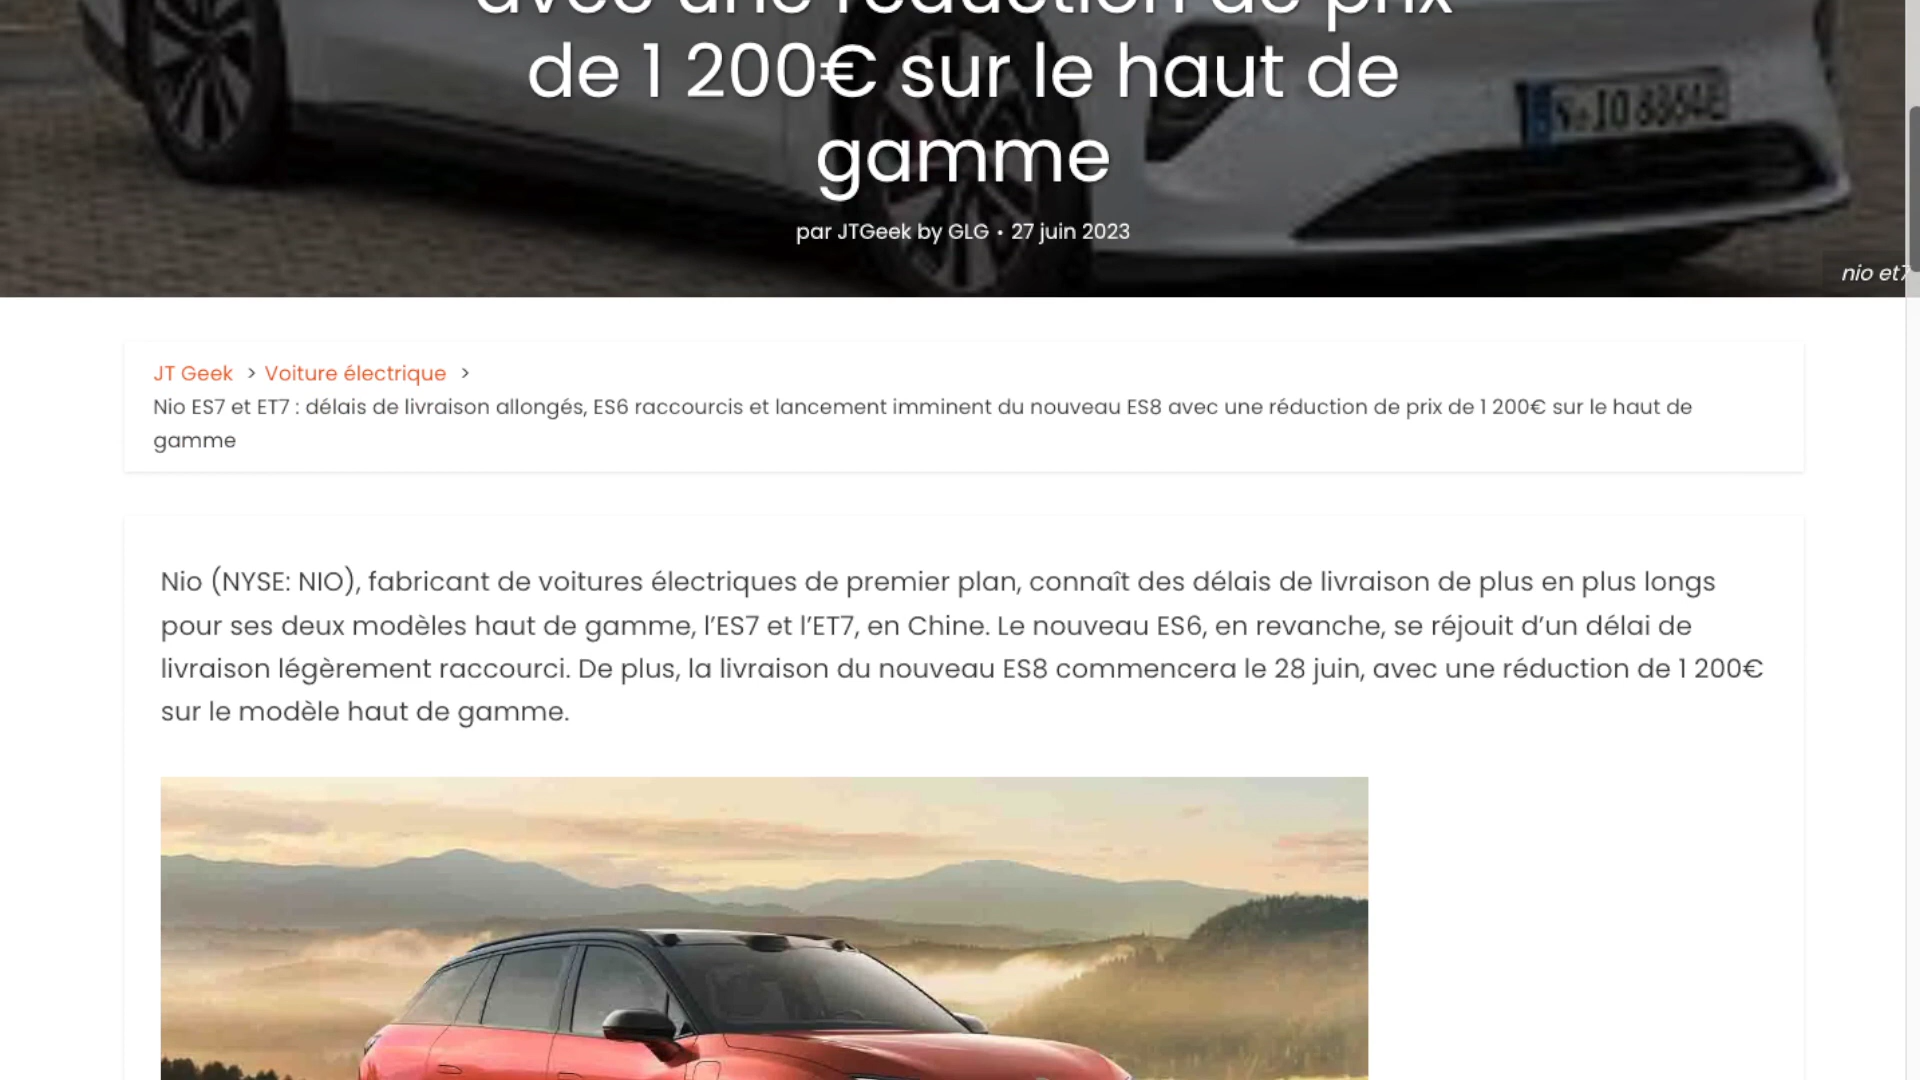 avec une réduction de prix
de 1 200€ sur le haut de
gamme
par JTGeek by GLG • 27 juin 2023
nio et7
JT Geek > Voiture électrique >
Nio ES7 et ET7 : délais de livraison allongés, ES6 raccourcis et lancement imminent du nouveau ES8 avec une réduction de prix de 1 200€ sur le haut de
gamme
Nio (NYSE: NIO), fabricant de voitures électriques de premier plan, connaît des délais de livraison de plus en plus longs
pour ses deux modèles haut de gamme, l’ES7 et l’ET7, en Chine. Le nouveau ES6, en revanche, se réjouit d’un délai de
livraison légèrement raccourci. De plus, la livraison du nouveau ES8 commencera le 28 juin, avec une réduction de 1 200€
sur le modèle haut de gamme.